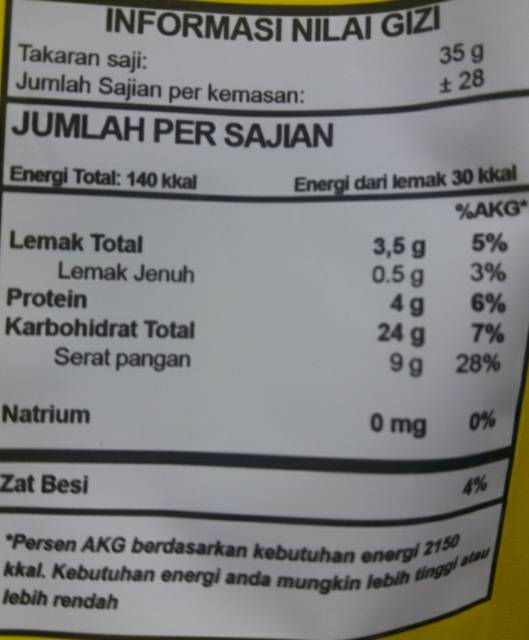 INFORMASI NILAI GIZI
Takaran saji: 35 g
Jumlah Sajian per kemasan: ± 28
JUMLAH PER SAJIAN
Energi Total: 140 kkal Energi dari lemak 30 kkal
%AKG*
Lemak Total 3,5 g 5%
Lemak Jenuh 0.5 g 3%
Protein 4 g 6%
Karbohidrat Total 24 g 7%
Serat pangan 9 g 28%
Natrium 0 mg 0%
Zat Besi 4%
*Persen AKG berdasarkan kebutuhan energi 2150
kkal. Kebutuhan energi anda mungkin lebih tinggi atau
lebih rendah